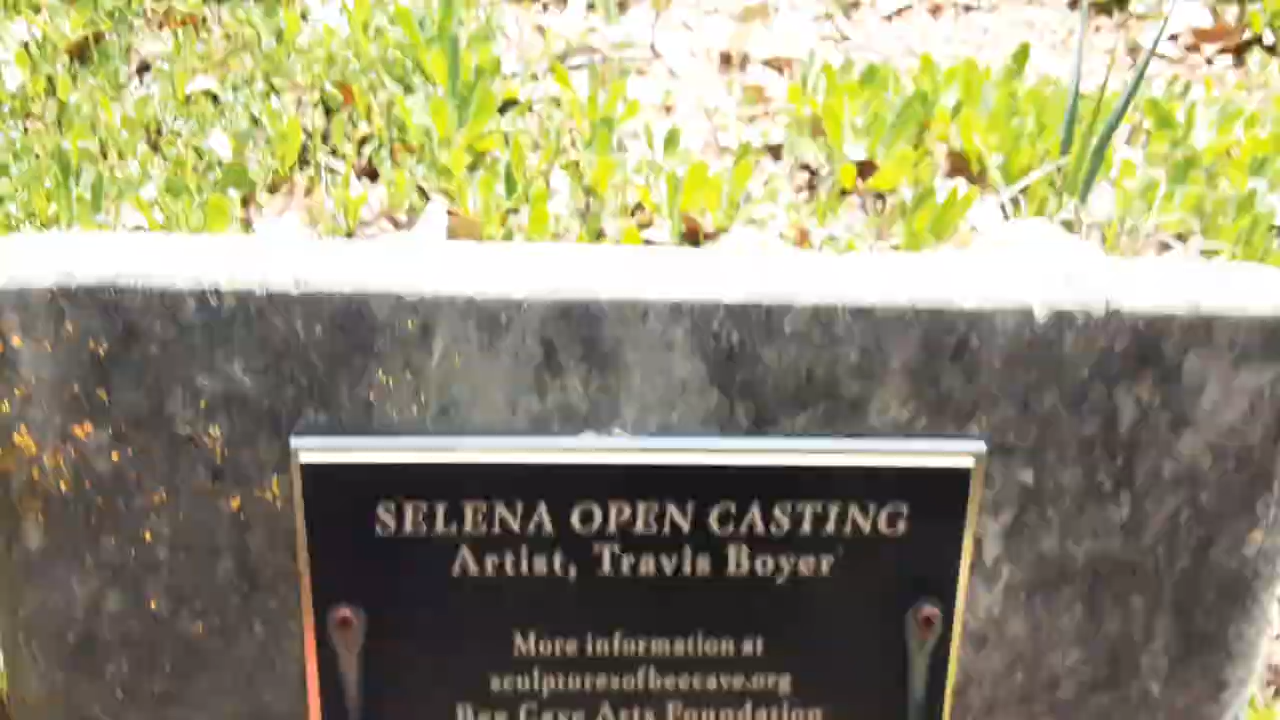 SELENA OPEN CASTING
Artist, Travis Boyer
More information at
sculpturesofbeecave.org
Bee Cave Arts Foundation